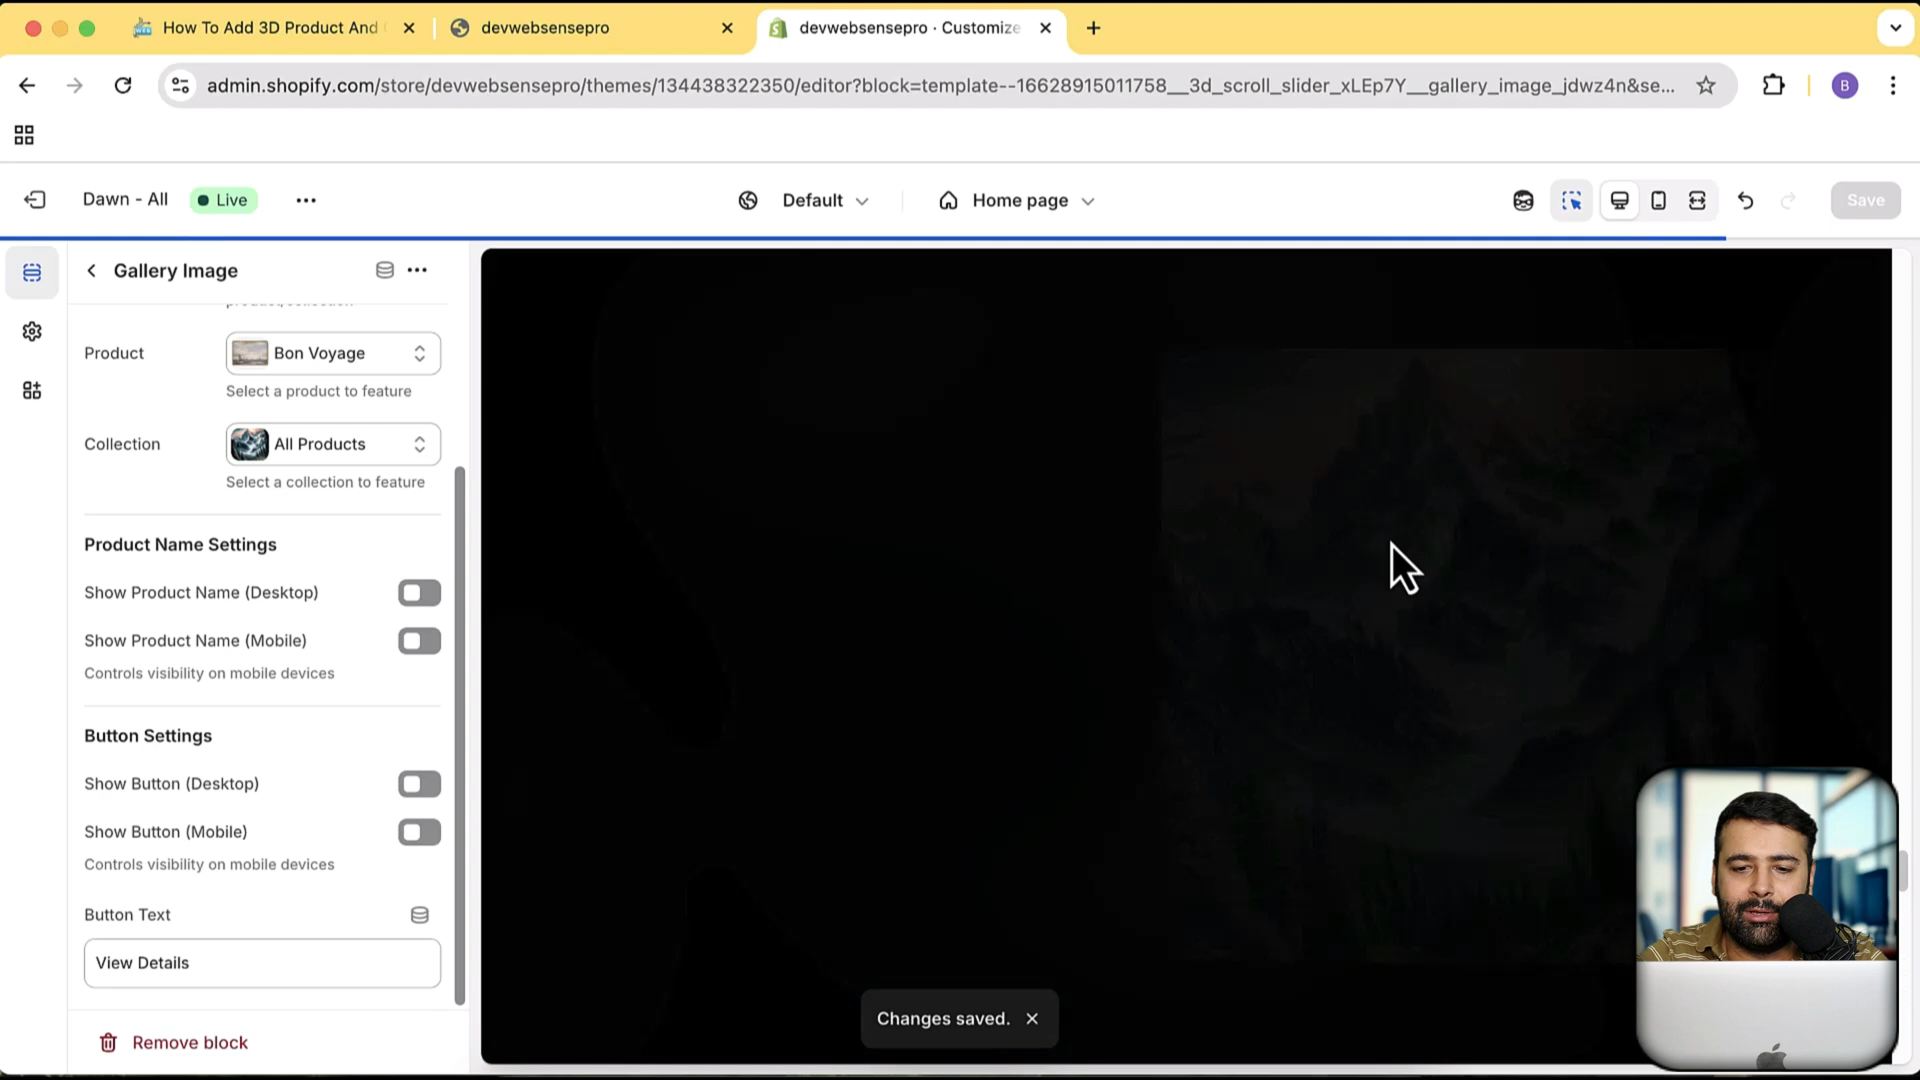 How To Add 3D Product And
devwebsensepro
devwebsensepro · Customize
admin.shopify.com/store/devwebsensepro/themes/134438322350/editor?block=template--16628915011758__3d_scroll_slider_xLEp7Y__gallery_image_jdwz4n&se...
B
Dawn - All
Live
Default
Home page
Save
Gallery Image
Product
Bon Voyage
Select a product to feature
Collection
All Products
Select a collection to feature
Product Name Settings
Show Product Name (Desktop)
Show Product Name (Mobile)
Controls visibility on mobile devices
Button Settings
Show Button (Desktop)
Show Button (Mobile)
Controls visibility on mobile devices
Button Text
View Details
Remove block
Changes saved.